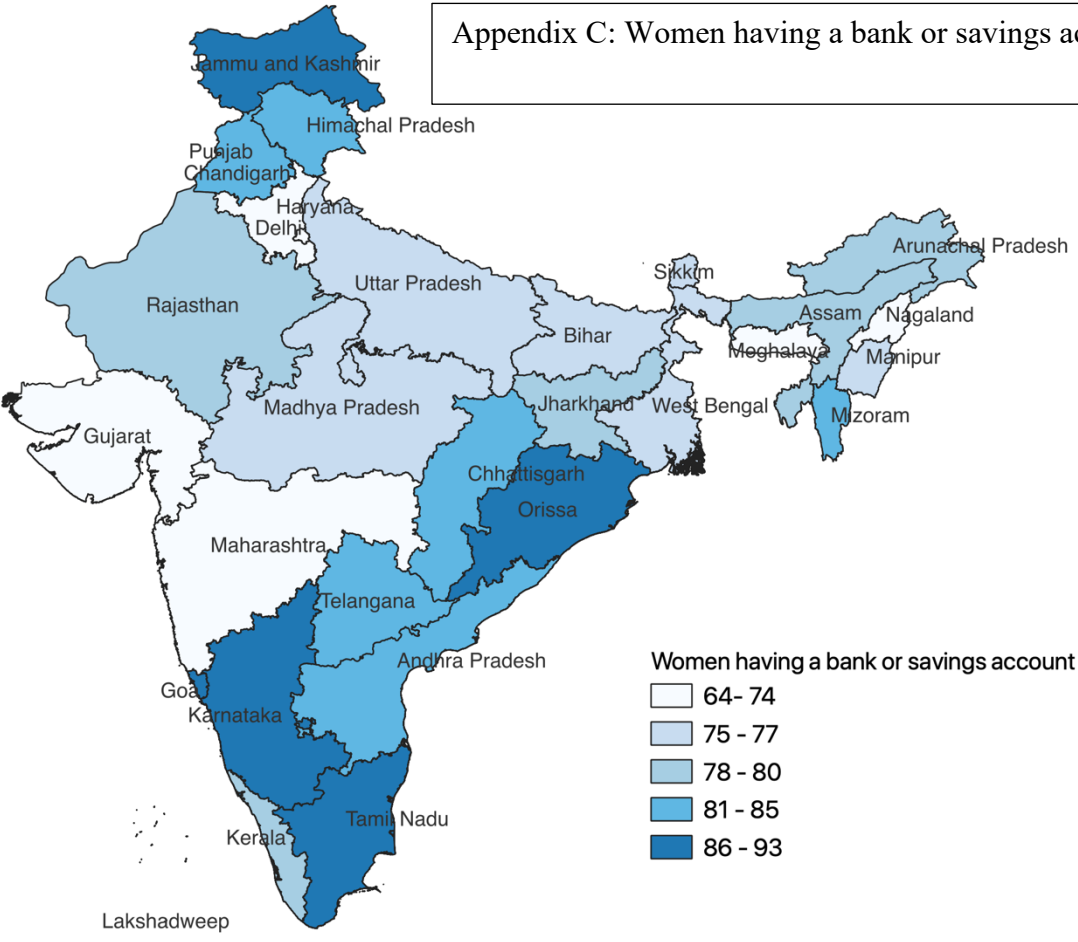 Appendix C: Women having a bank or savings
Jammu and Kashmir
Himachal Pradesh
Punjab
Chandigarh
Haryana
Delhi
Arunachal Pradesh
Sikkim
Uttar Pradesh
Rajasthan
Assam
Nagaland
Bihar
Meghalaya
Manipur
Madhya Pradesh
Jharkhand
West Bengal
Mizoram
Gujarat
Chhattisgarh
Orissa
Maharashtra
Telangana
Andhra Pradesh
Goa
Karnataka
Tamil Nadu
Kerala
Lakshadweep
Women having a bank or savings account
64- 74
75 - 77
78 - 80
81 - 85
86 - 93